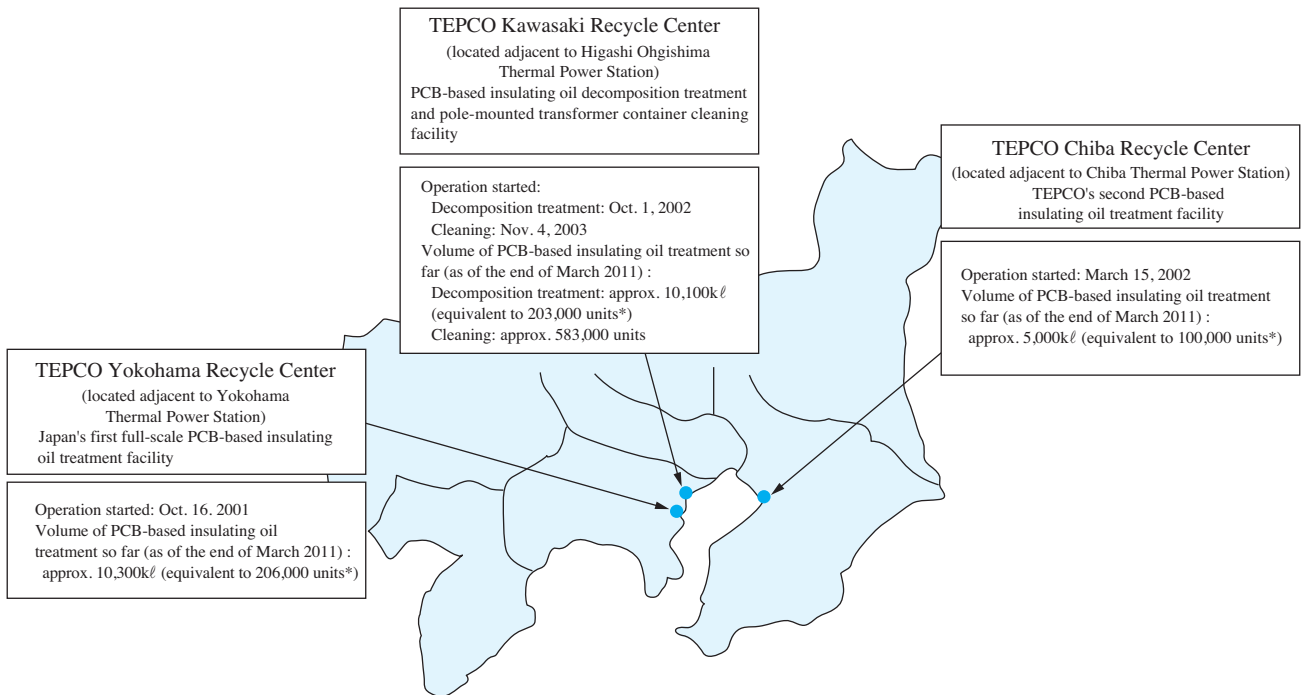 TEPCO Kawasaki Recycle Center
(located adjacent to Higashi Ohgishima
Thermal Power Station)
PCB-based insulating oil decomposition treatment
and pole-mounted transformer container cleaning
facility
Operation started:
Decomposition treatment: Oct. 1, 2002
Cleaning: Nov. 4, 2003
Volume of PCB-based insulating oil treatment so
far (as of the end of March 2011) :
Decomposition treatment: approx. 10,100kℓ
(equivalent to 203,000 units*)
Cleaning: approx. 583,000 units
TEPCO Chiba Recycle Center
(located adjacent to Chiba Thermal Power Station)
TEPCO's second PCB-based
insulating oil treatment facility
Operation started: March 15, 2002
Volume of PCB-based insulating oil treatment
so far (as of the end of March 2011) :
approx. 5,000kℓ (equivalent to 100,000 units*)
TEPCO Yokohama Recycle Center
(located adjacent to Yokohama
Thermal Power Station)
Japan's first full-scale PCB-based insulating
oil treatment facility
Operation started: Oct. 16. 2001
Volume of PCB-based insulating oil
treatment so far (as of the end of March 2011) :
approx. 10,300kℓ (equivalent to 206,000 units*)